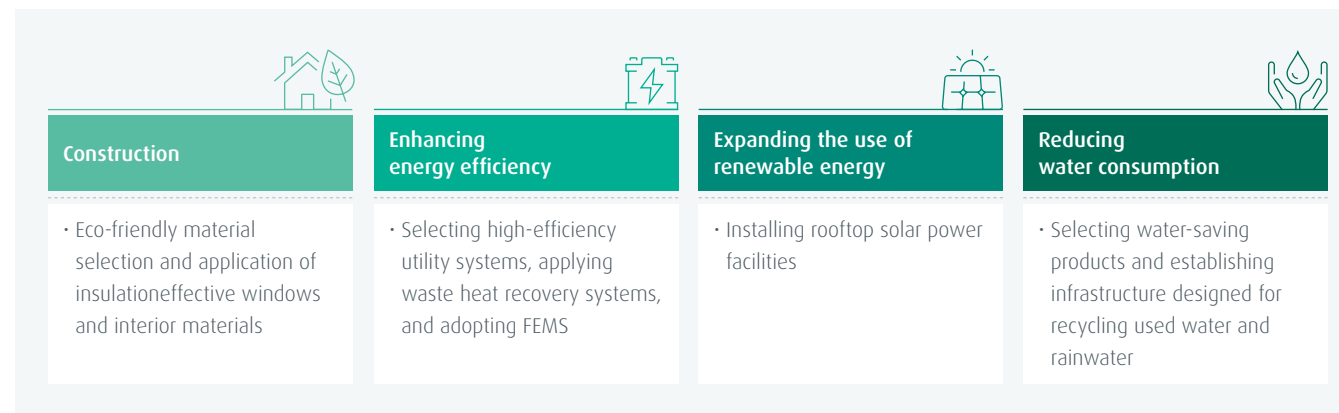 Construction
· Eco-friendly material
selection and application of
insulationeffective windows
and interior materials
Enhancing
energy efficiency
· Selecting high-efficiency
utility systems, applying
waste heat recovery systems,
and adopting FEMS
Expanding the use of
renewable energy
· Installing rooftop solar power
facilities
Reducing
water consumption
· Selecting water-saving
products and establishing
infrastructure designed for
recycling used water and
rainwater